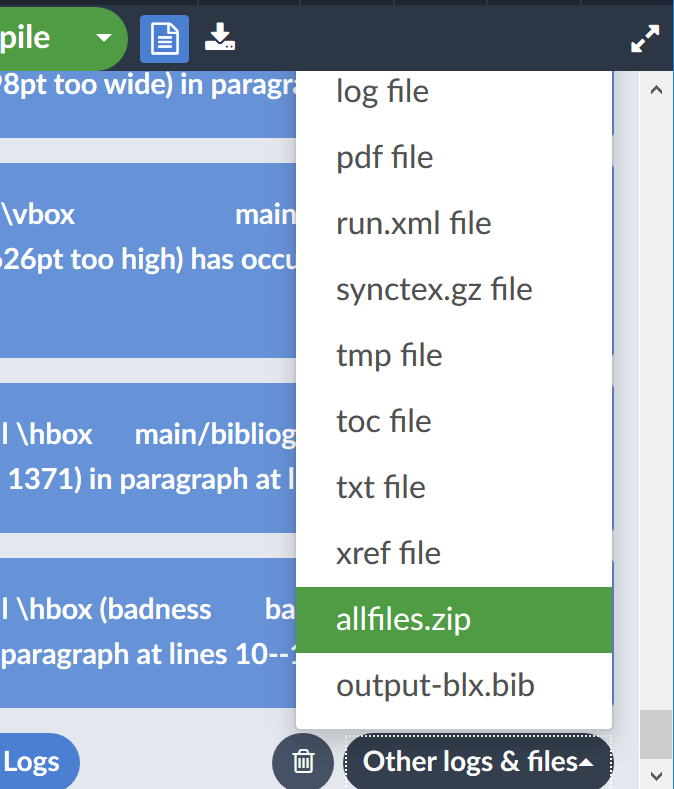 pile
8pt too wide) in paragra
\vbox main
626pt too high) has occu
l \hbox main/bibliog
1371) in paragraph at l
l \hbox (badness ba
paragraph at lines 10--1
log file
pdf file
run.xml file
synctex.gz file
tmp file
toc file
txt file
xref file
allfiles.zip
output-blx.bib
Logs
Other logs & files